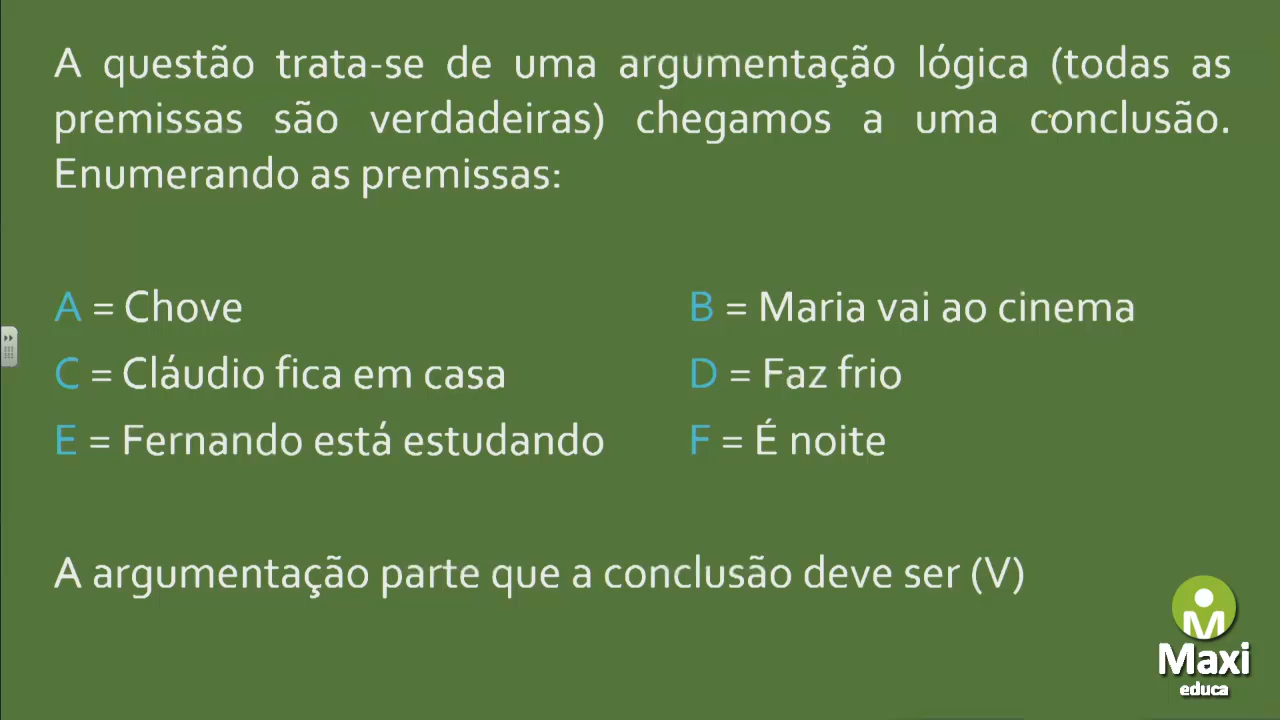 A questão trata-se de uma argumentação lógica (todas as
premissas são verdadeiras) chegamos a uma conclusão.
Enumerando as premissas:
A = Chove
B = Maria vai ao cinema
C = Cláudio fica em casa
D = Faz frio
E = Fernando está estudando
F = É noite
A argumentação parte que a conclusão deve ser (V)
M
Maxi
educa